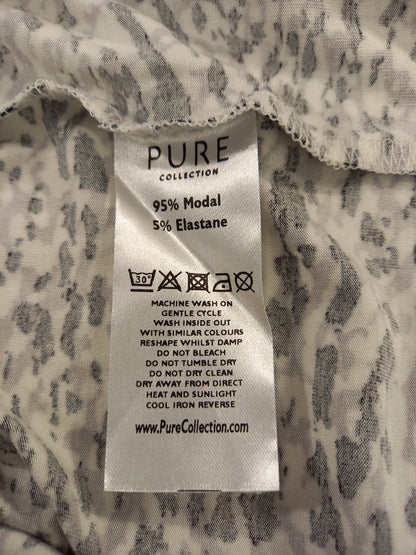 PURE
COLLECTION
95% Modal
5% Elastane
30°
MACHINE WASH ON
GENTLE CYCLE
WASH INSIDE OUT
WITH SIMILAR COLOURS
RESHAPE WHILST DAMP
DO NOT BLEACH
DO NOT TUMBLE DRY
DO NOT DRY CLEAN
DRY AWAY FROM DIRECT
HEAT AND SUNLIGHT
COOL IRON REVERSE
www.PureCollection.com